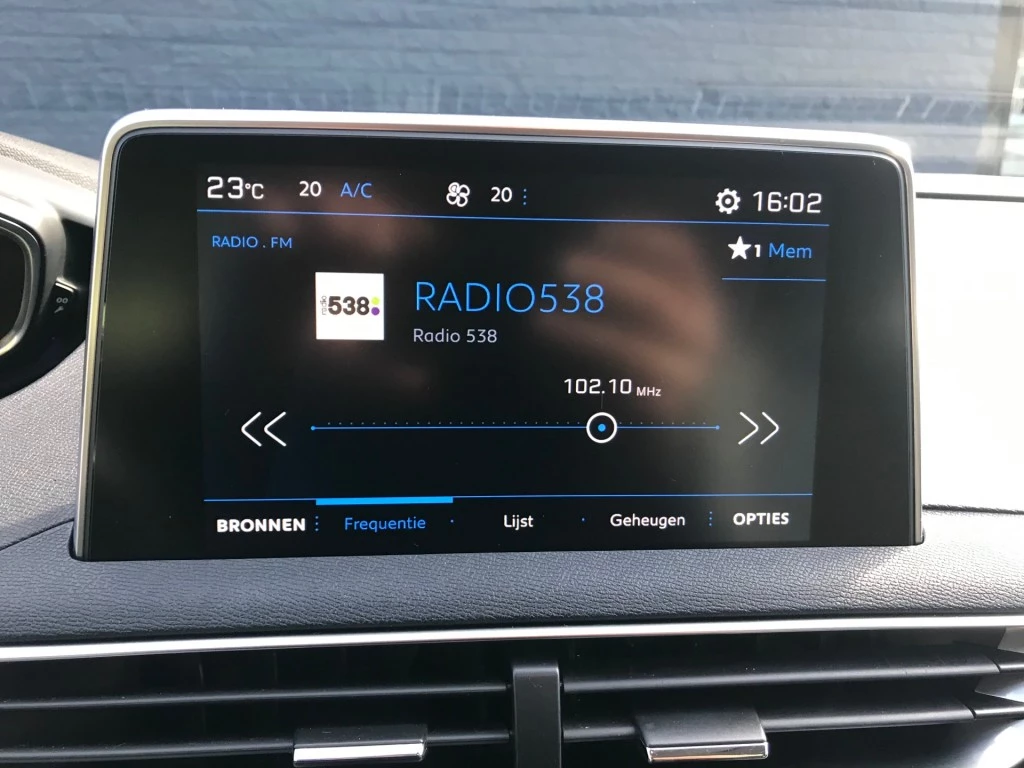 23°C 20 A/C 20 16:02
RADIO . FM
1 Mem
radio 538
RADIO538
Radio 538
102.10 MHz
BRONNEN Frequentie Lijst Geheugen OPTIES